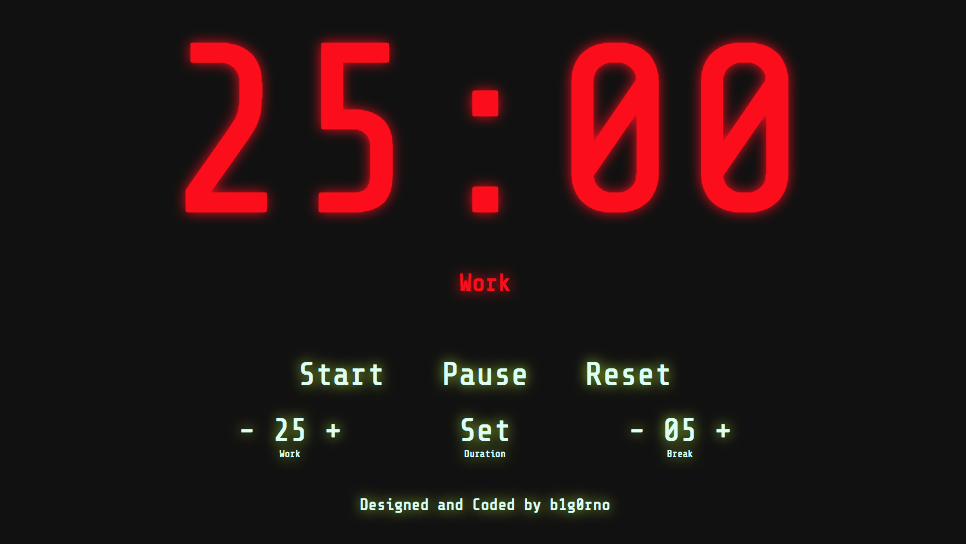 25:00
Work
Start Pause Reset
- 25 + Set - 05 +
Work Duration Break
Designed and Coded by b1g0rno